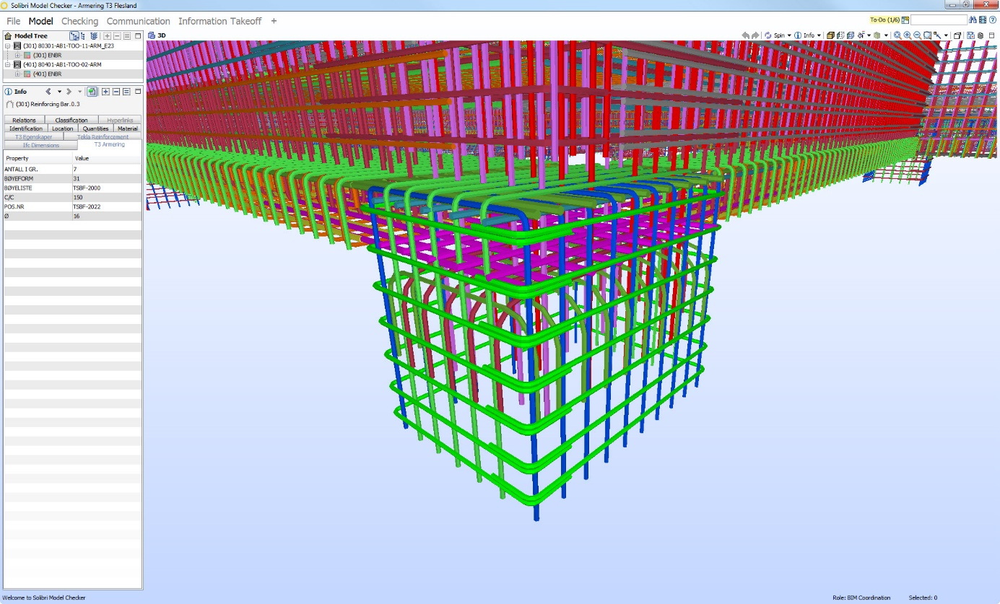 Solibri Model Checker - Armering T3 Flesland
File Model Checking Communication Information Takeoff +
To-Do (1/6)
Model Tree
3D
Spin Info
(301) 80301-AB1-TOO-11-ARM_E23
(301) ENBR
(401) 80401-AB1-TOO-02-ARM
(401) ENBR
Info
(301) Reinforcing Bar.0.3
Relations Classification Hyperlinks
Identification Location Quantities Material
T3 Egenskaper Tekla Reinforcement
Ifc Dimensions T3 Armering
Property Value
ANTALL I GR. 7
BØYEFORM 31
BØYELISTE TSBF-2000
C/C 150
POS.NR TSBF-2022
Ø 16
Welcome to Solibri Model Checker
Role: BIM Coordination Selected: 0